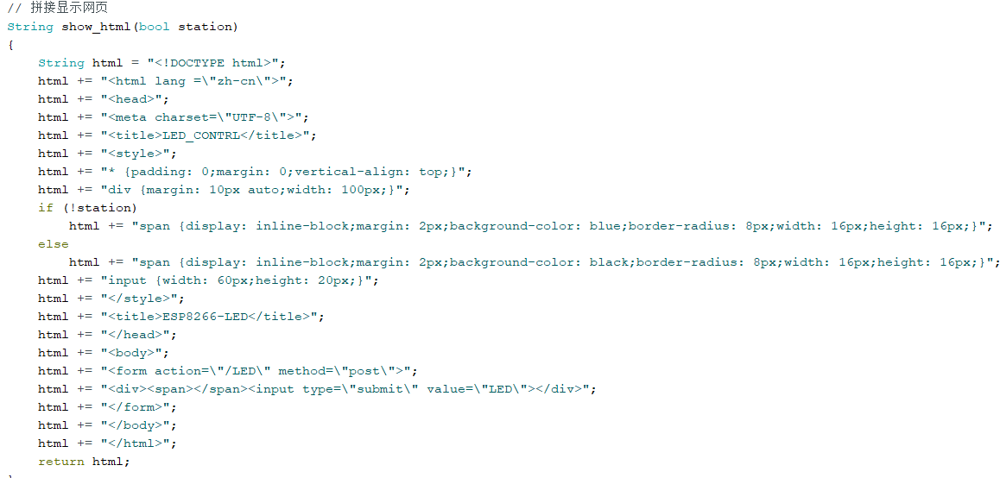 // 拼接显示网页
String show_html(bool station)
{
    String html = "<!DOCTYPE html>";
    html += "<html lang =\"zh-cn\">";
    html += "<head>";
    html += "<meta charset=\"UTF-8\">";
    html += "<title>LED_CONTRL</title>";
    html += "<style>";
    html += "* {padding: 0;margin: 0;vertical-align: top;}";
    html += "div {margin: 10px auto;width: 100px;}";
    if (!station)
        html += "span {display: inline-block;margin: 2px;background-color: blue;border-radius: 8px;width: 16px;height: 16px;}";
    else
        html += "span {display: inline-block;margin: 2px;background-color: black;border-radius: 8px;width: 16px;height: 16px;}";
    html += "input {width: 60px;height: 20px;}";
    html += "</style>";
    html += "<title>ESP8266-LED</title>";
    html += "</head>";
    html += "<body>";
    html += "<form action=\"/LED\" method=\"post\">";
    html += "<div><span></span><input type=\"submit\" value=\"LED\"></div>";
    html += "</form>";
    html += "</body>";
    html += "</html>";
    return html;